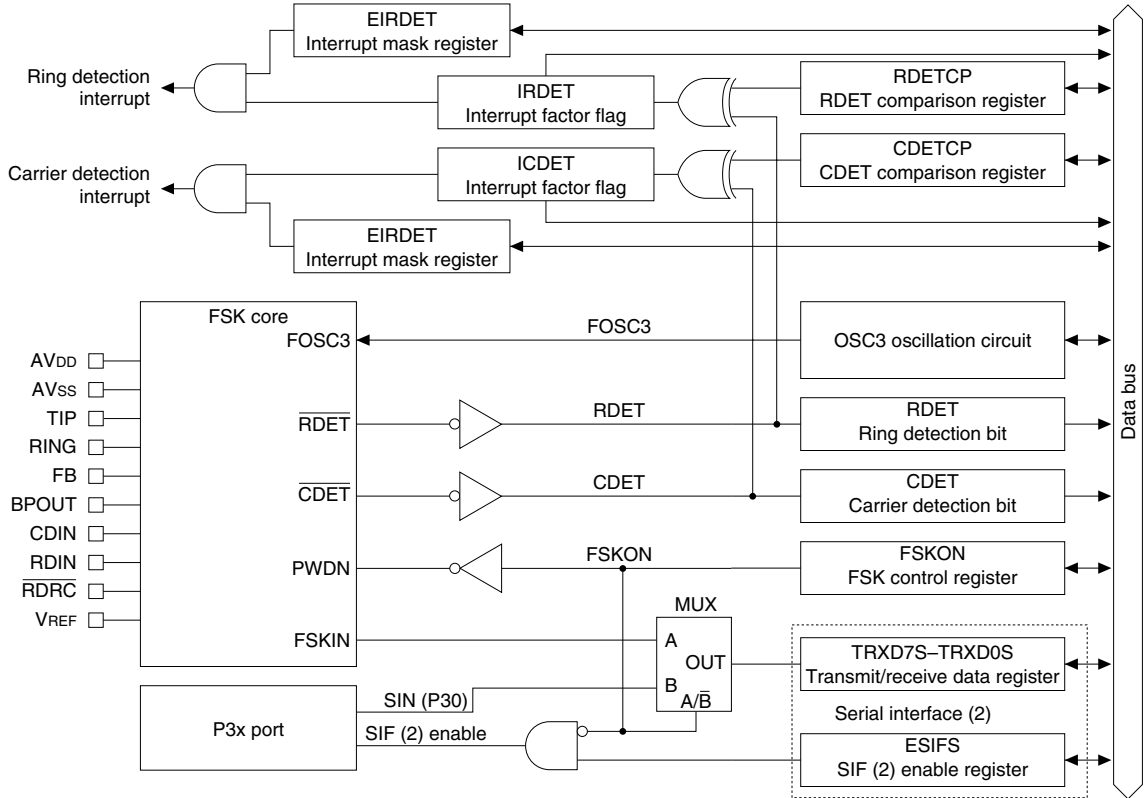 EIRDET
Interrupt mask register
Ring detection
interrupt
IRDET
Interrupt factor flag
RDETCP
RDET comparison register
Carrier detection
interrupt
ICDET
Interrupt factor flag
CDETCP
CDET comparison register
EIRDET
Interrupt mask register
Data bus
FSK core
FOSC3
FOSC3
OSC3 oscillation circuit
AVDD
AVSS
TIP
RING
FB
BPOUT
CDIN
RDIN
RDRC
VREF
RDET
RDET
RDET
Ring detection bit
CDET
CDET
CDET
Carrier detection bit
PWDN
FSKON
FSKON
FSK control register
FSKIN
MUX
A
OUT
B
A/B̅
TRXD7S–TRXD0S
Transmit/receive data register
Serial interface (2)
P3x port
SIN (P30)
SIF (2) enable
ESIFS
SIF (2) enable register